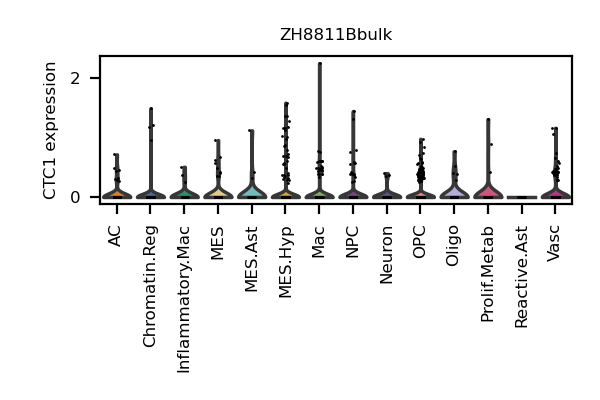 ZH8811Bbulk
CTC1 expression
2
0
AC
Chromatin.Reg
Inflammatory.Mac
MES
MES.Ast
MES.Hyp
Mac
NPC
Neuron
OPC
Oligo
Prolif.Metab
Reactive.Ast
Vasc